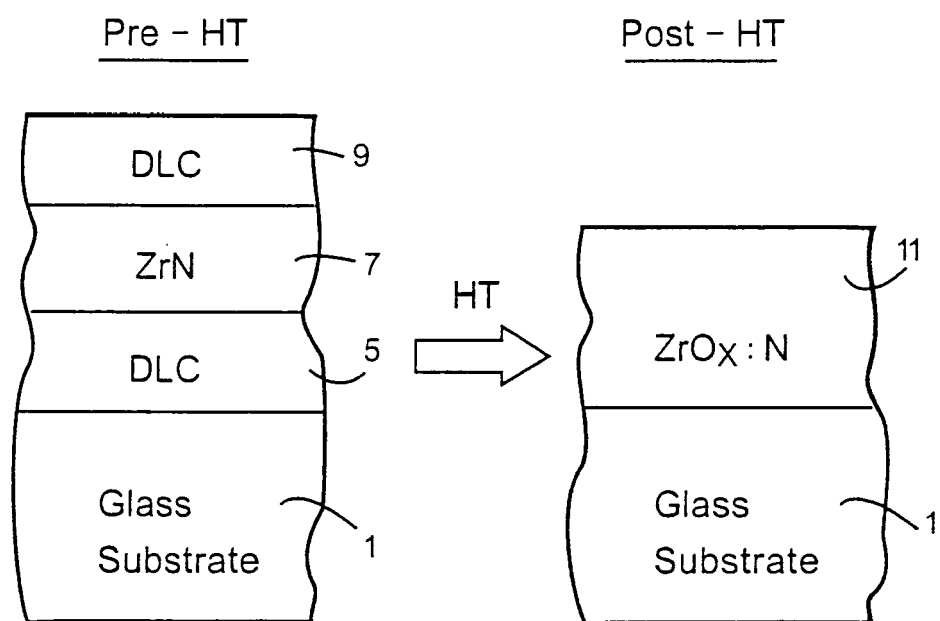 Pre – HT
Post – HT
DLC
9
ZrN
7
DLC
5
Glass
Substrate
1
HT
11
ZrOX : N
Glass
Substrate
1